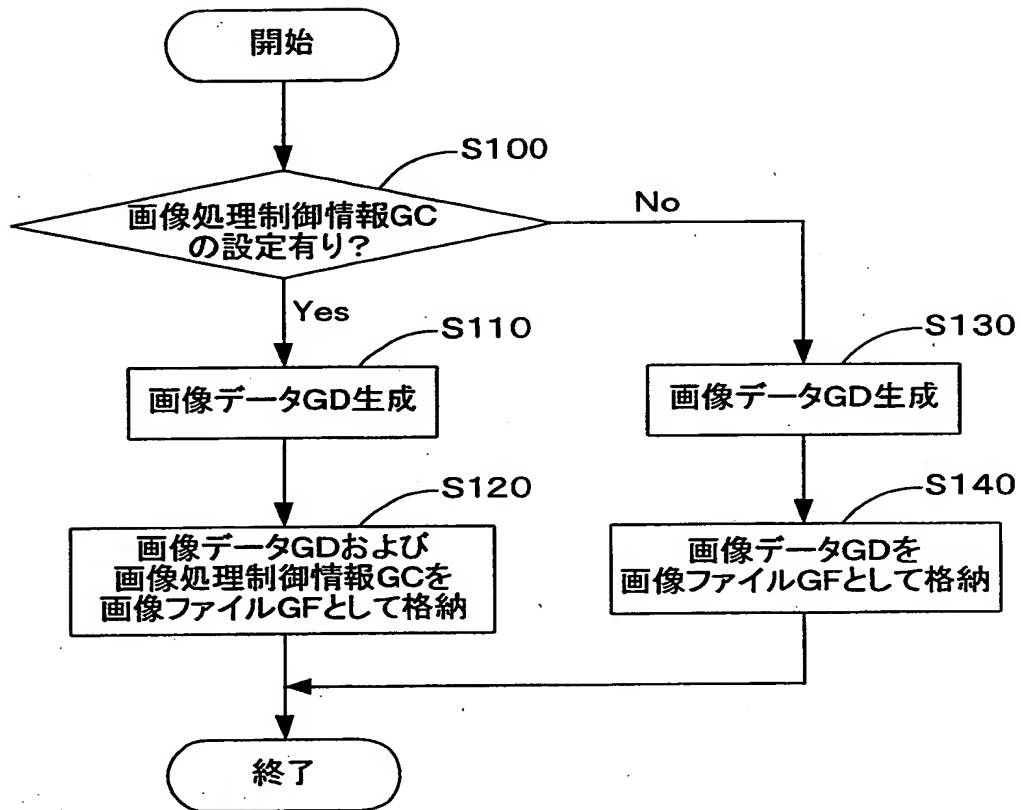 開始
S100
画像処理制御情報GC
の設定有り?
No
Yes
S110
S130
画像データGD生成
画像データGD生成
S120
S140
画像データGDおよび
画像処理制御情報GCを
画像ファイルGFとして格納
画像データGDを
画像ファイルGFとして格納
終了